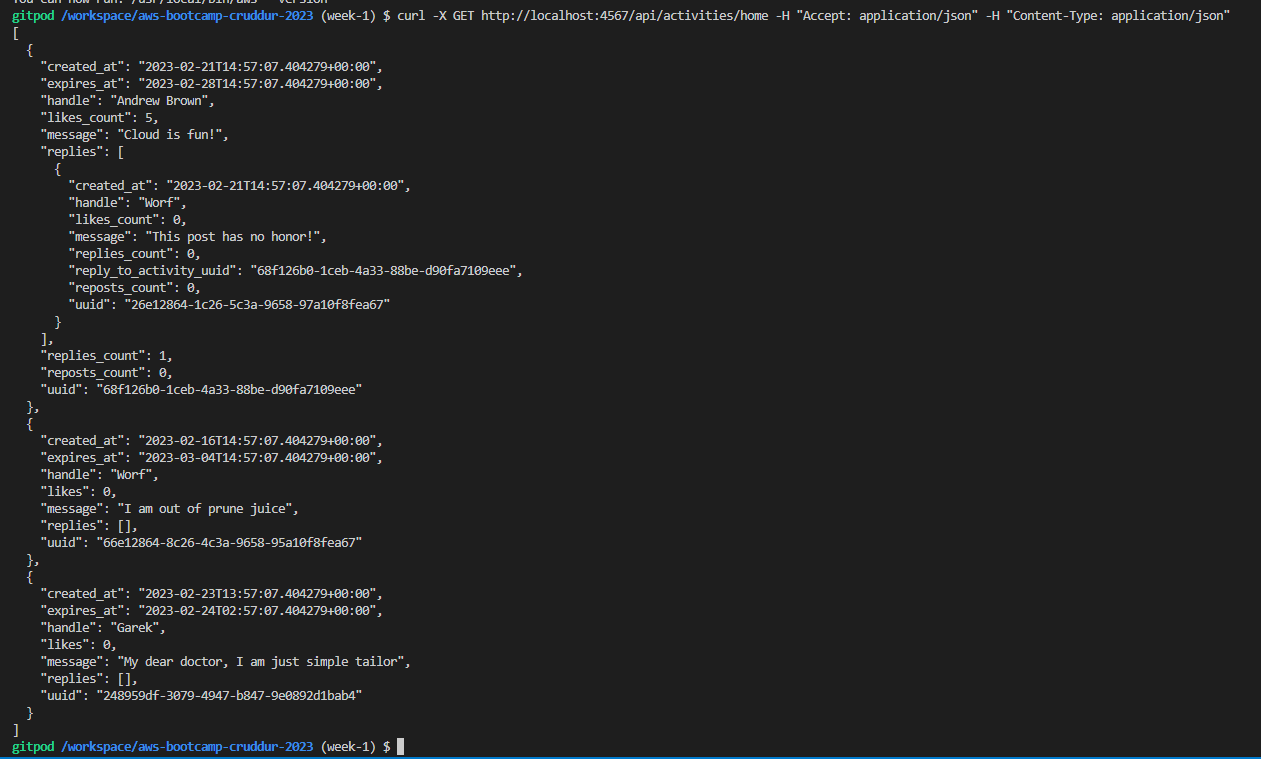 You can now run: /usr/local/bin/aws --version
gitpod /workspace/aws-bootcamp-cruddur-2023 (week-1) $ curl -X GET http://localhost:4567/api/activities/home -H "Accept: application/json" -H "Content-Type: application/json"
[
  {
    "created_at": "2023-02-21T14:57:07.404279+00:00",
    "expires_at": "2023-02-28T14:57:07.404279+00:00",
    "handle": "Andrew Brown",
    "likes_count": 5,
    "message": "Cloud is fun!",
    "replies": [
      {
        "created_at": "2023-02-21T14:57:07.404279+00:00",
        "handle": "Worf",
        "likes_count": 0,
        "message": "This post has no honor!",
        "replies_count": 0,
        "reply_to_activity_uuid": "68f126b0-1ceb-4a33-88be-d90fa7109eee",
        "reposts_count": 0,
        "uuid": "26e12864-1c26-5c3a-9658-97a10f8fea67"
      }
    ],
    "replies_count": 1,
    "reposts_count": 0,
    "uuid": "68f126b0-1ceb-4a33-88be-d90fa7109eee"
  },
  {
    "created_at": "2023-02-16T14:57:07.404279+00:00",
    "expires_at": "2023-03-04T14:57:07.404279+00:00",
    "handle": "Worf",
    "likes": 0,
    "message": "I am out of prune juice",
    "replies": [],
    "uuid": "66e12864-8c26-4c3a-9658-95a10f8fea67"
  },
  {
    "created_at": "2023-02-23T13:57:07.404279+00:00",
    "expires_at": "2023-02-24T02:57:07.404279+00:00",
    "handle": "Garek",
    "likes": 0,
    "message": "My dear doctor, I am just simple tailor",
    "replies": [],
    "uuid": "248959df-3079-4947-b847-9e0892d1bab4"
  }
]
gitpod /workspace/aws-bootcamp-cruddur-2023 (week-1) $